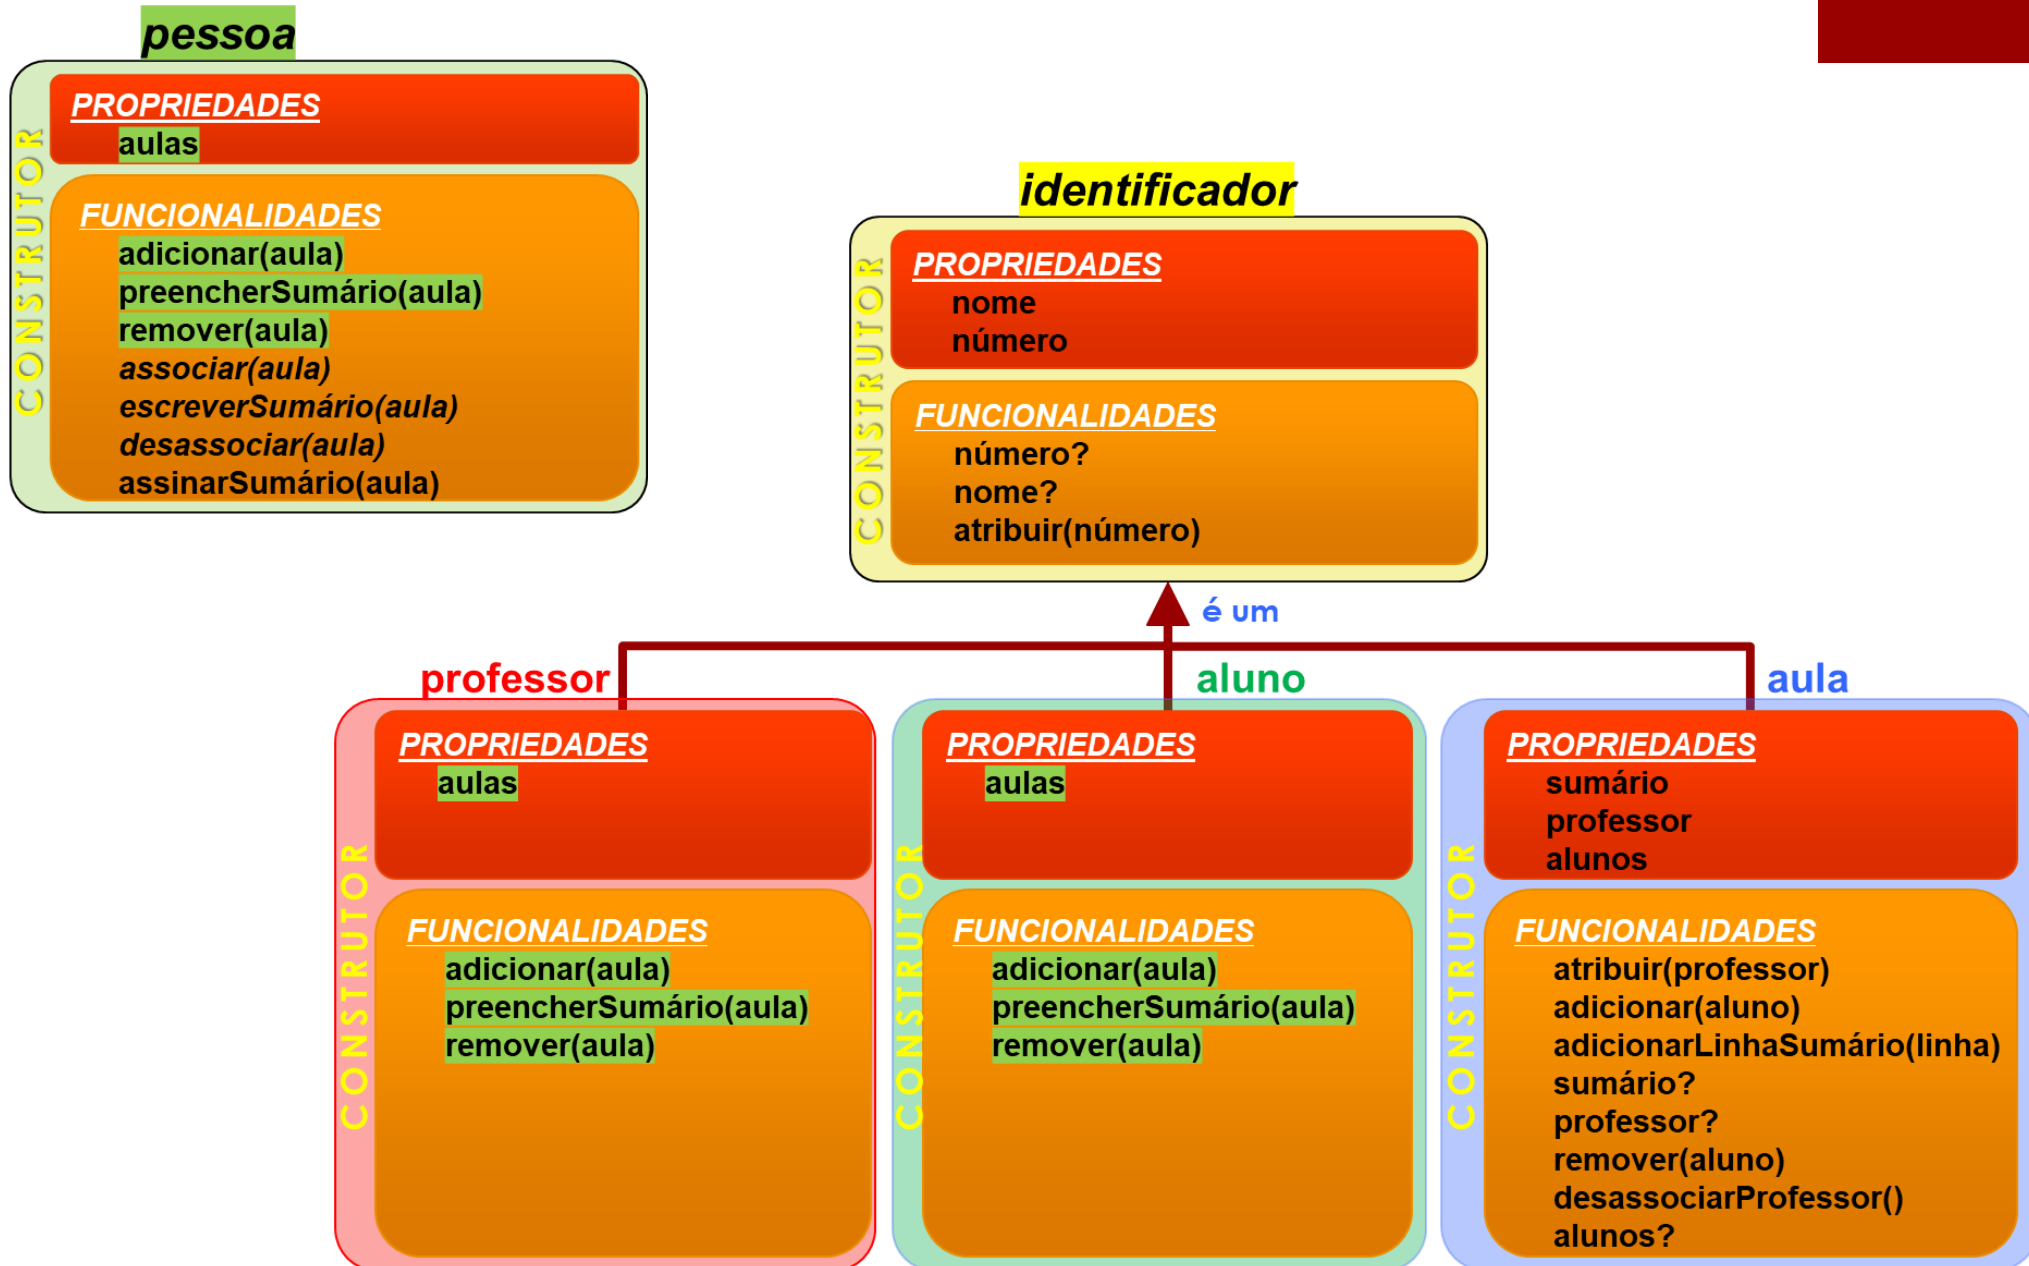 pessoa
CONSTRUTOR
PROPRIEDADES
aulas
FUNCIONALIDADES
adicionar(aula)
preencherSumário(aula)
remover(aula)
associar(aula)
escreverSumário(aula)
desassociar(aula)
assinarSumário(aula)
identificador
CONSTRUTOR
PROPRIEDADES
nome
número
FUNCIONALIDADES
número?
nome?
atribuir(número)
é um
professor
CONSTRUTOR
PROPRIEDADES
aulas
FUNCIONALIDADES
adicionar(aula)
preencherSumário(aula)
remover(aula)
aluno
CONSTRUTOR
PROPRIEDADES
aulas
FUNCIONALIDADES
adicionar(aula)
preencherSumário(aula)
remover(aula)
aula
CONSTRUTOR
PROPRIEDADES
sumário
professor
alunos
FUNCIONALIDADES
atribuir(professor)
adicionar(aluno)
adicionarLinhaSumário(linha)
sumário?
professor?
remover(aluno)
desassociarProfessor()
alunos?